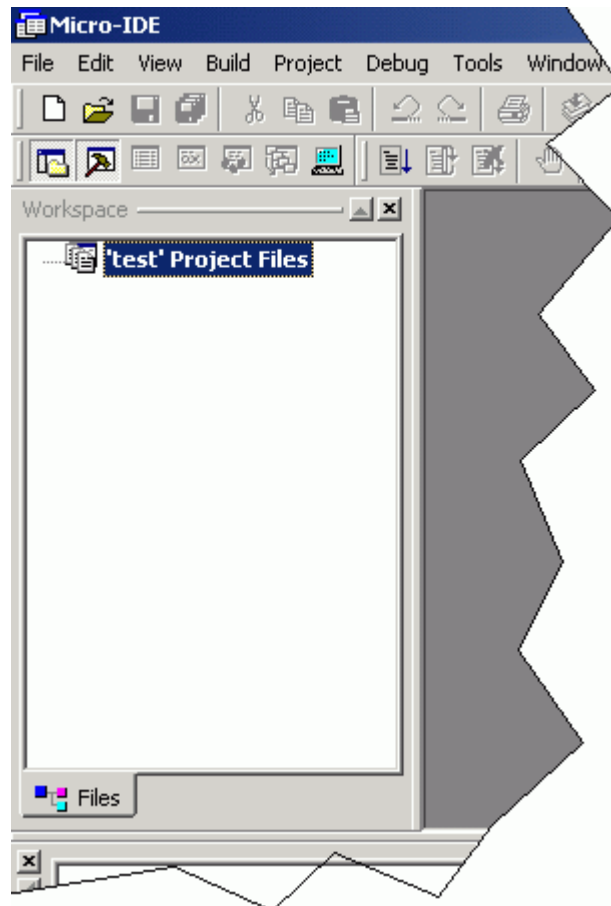 Micro-IDE
File Edit View Build Project Debug Tools Window
Workspace
'test' Project Files
Files